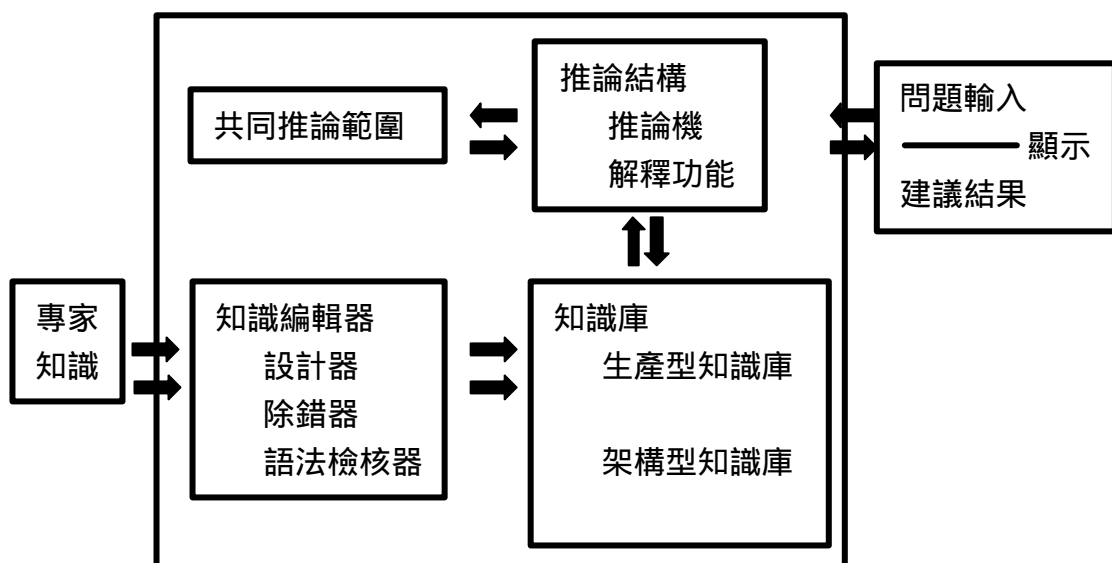 共同推論範圍
推論結構
推論機
解釋功能
問題輸入
顯示
建議結果
專家
知識
知識編輯器
設計器
除錯器
語法檢核器
知識庫
生產型知識庫
架構型知識庫